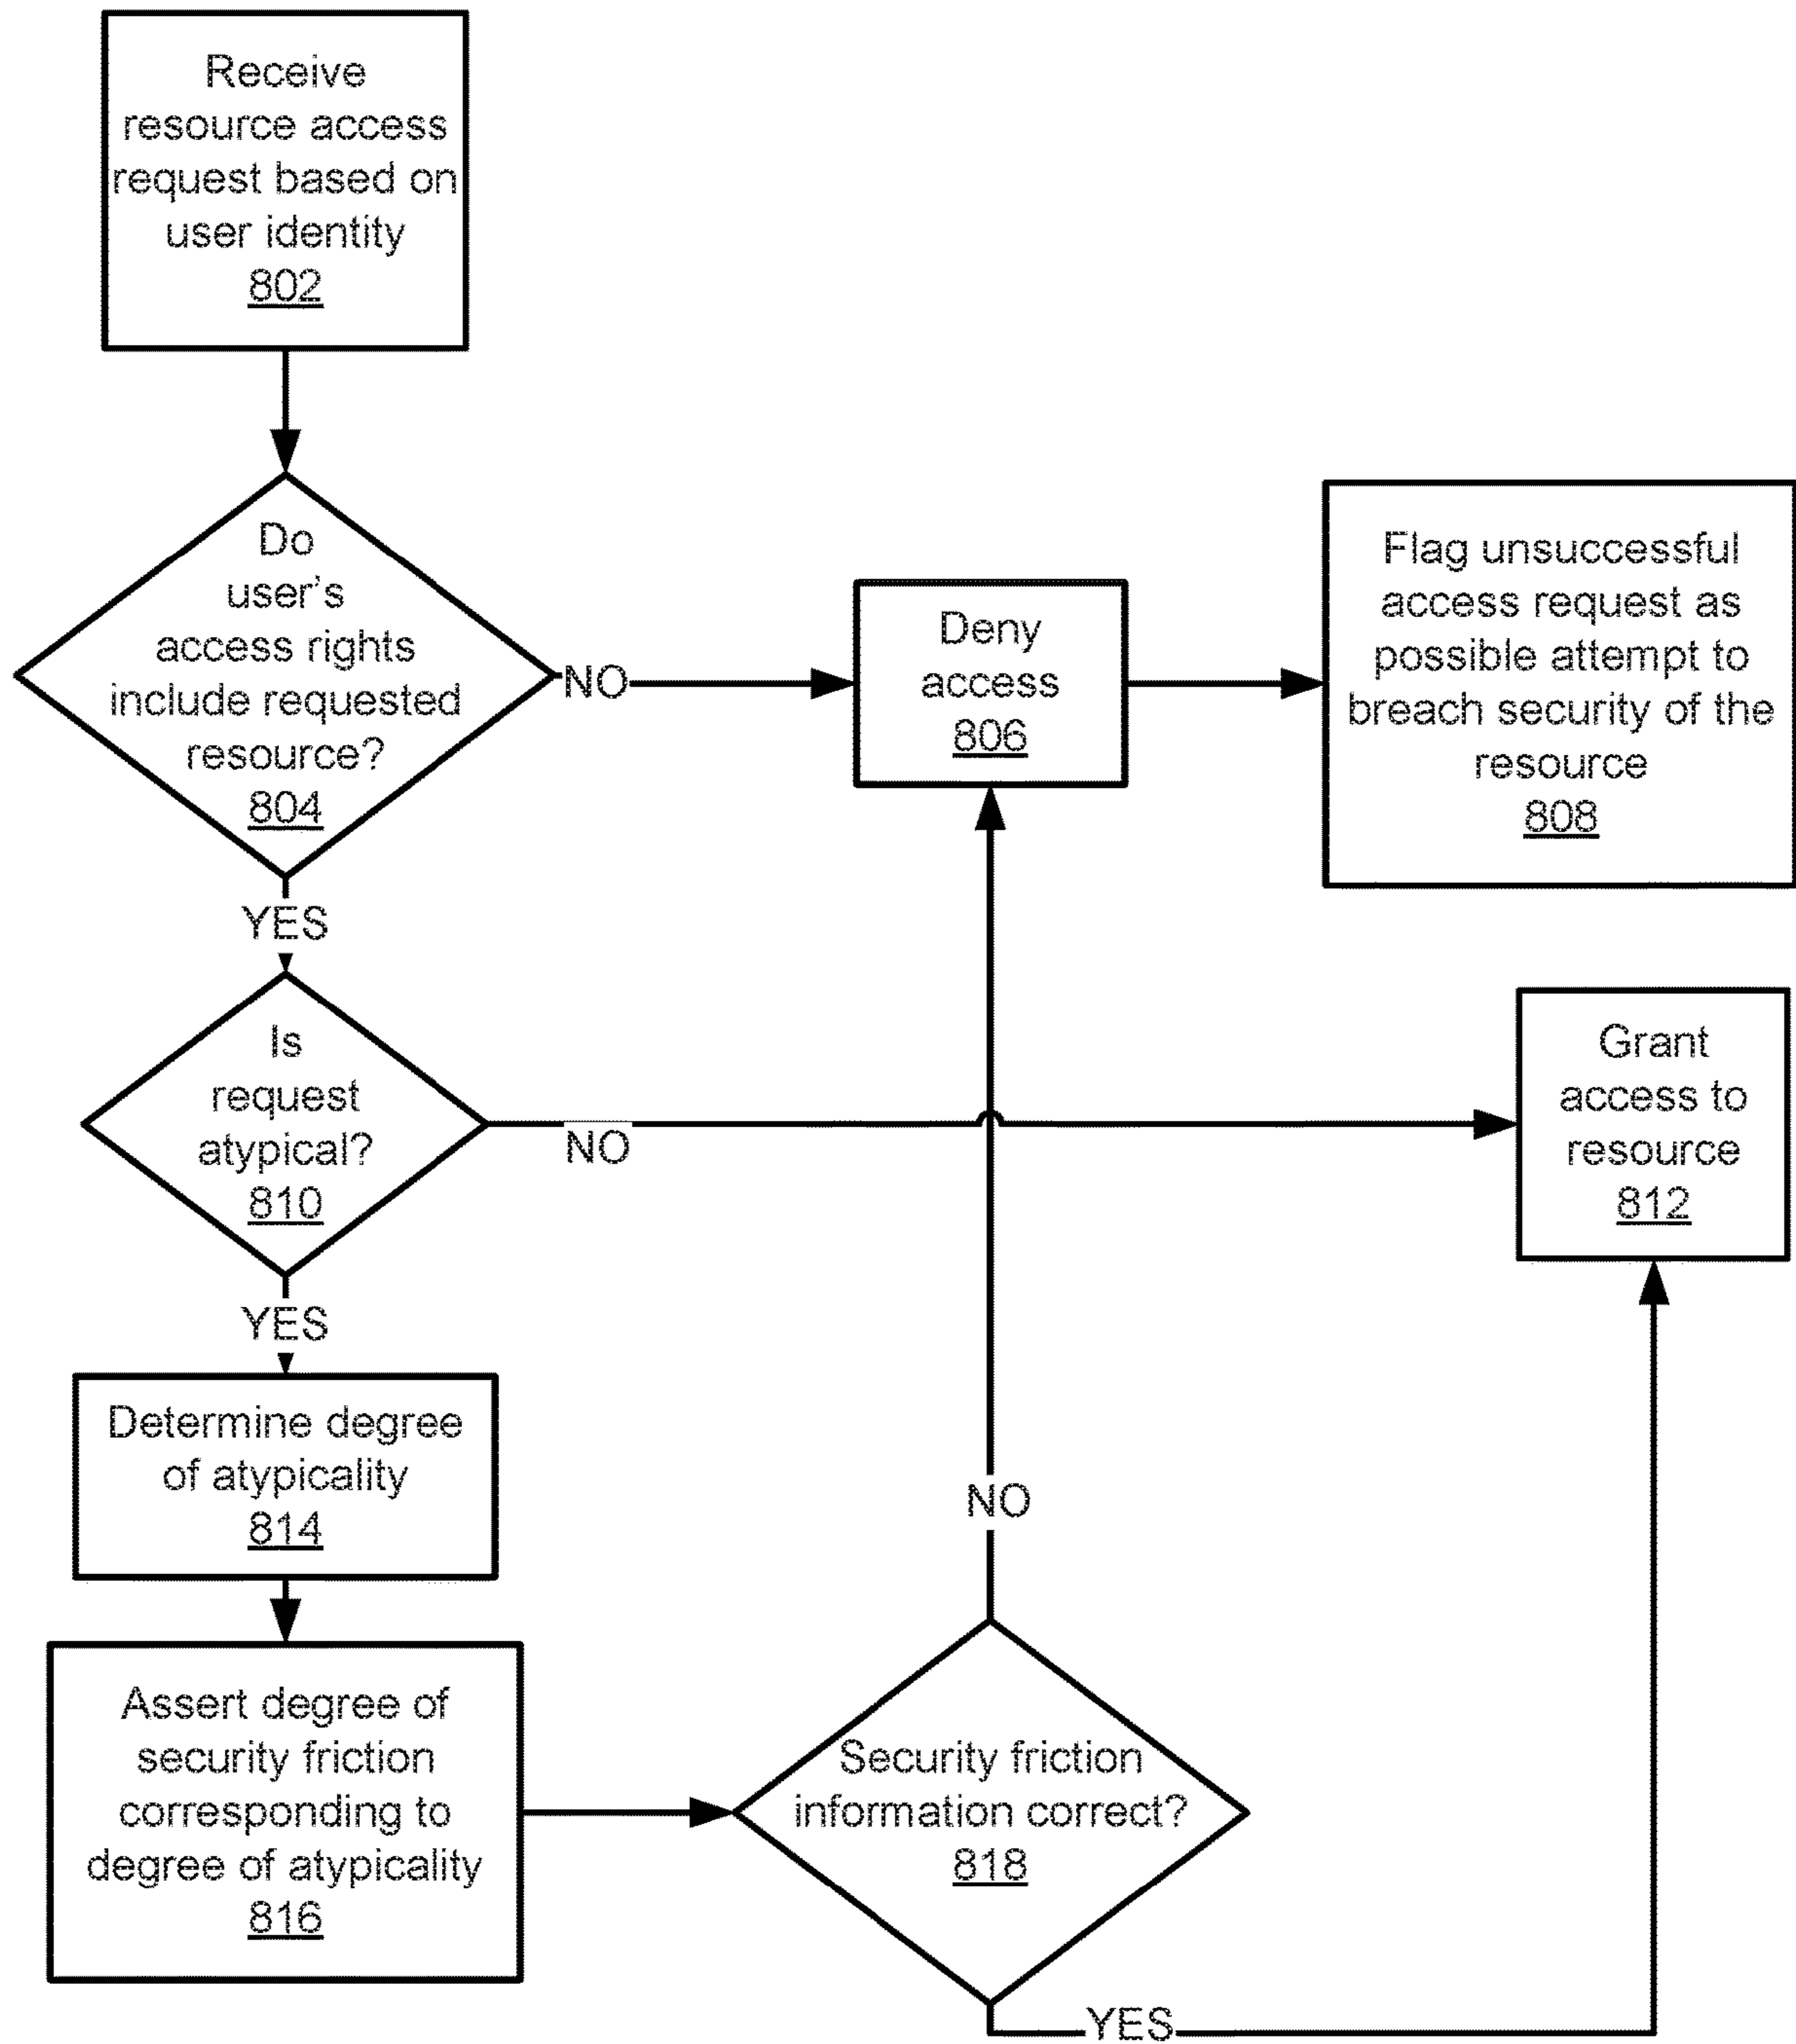 Receive
resource access
request based on
user identity
802
Do
user's
access rights
include requested
resource?
804
NO
Deny
access
806
Flag unsuccessful
access request as
possible attempt to
breach security of the
resource
808
YES
Is
request
atypical?
810
NO
Grant
access to
resource
812
YES
Determine degree
of atypicality
814
Assert degree of
security friction
corresponding to
degree of atypicality
816
NO
Security friction
information correct?
818
YES